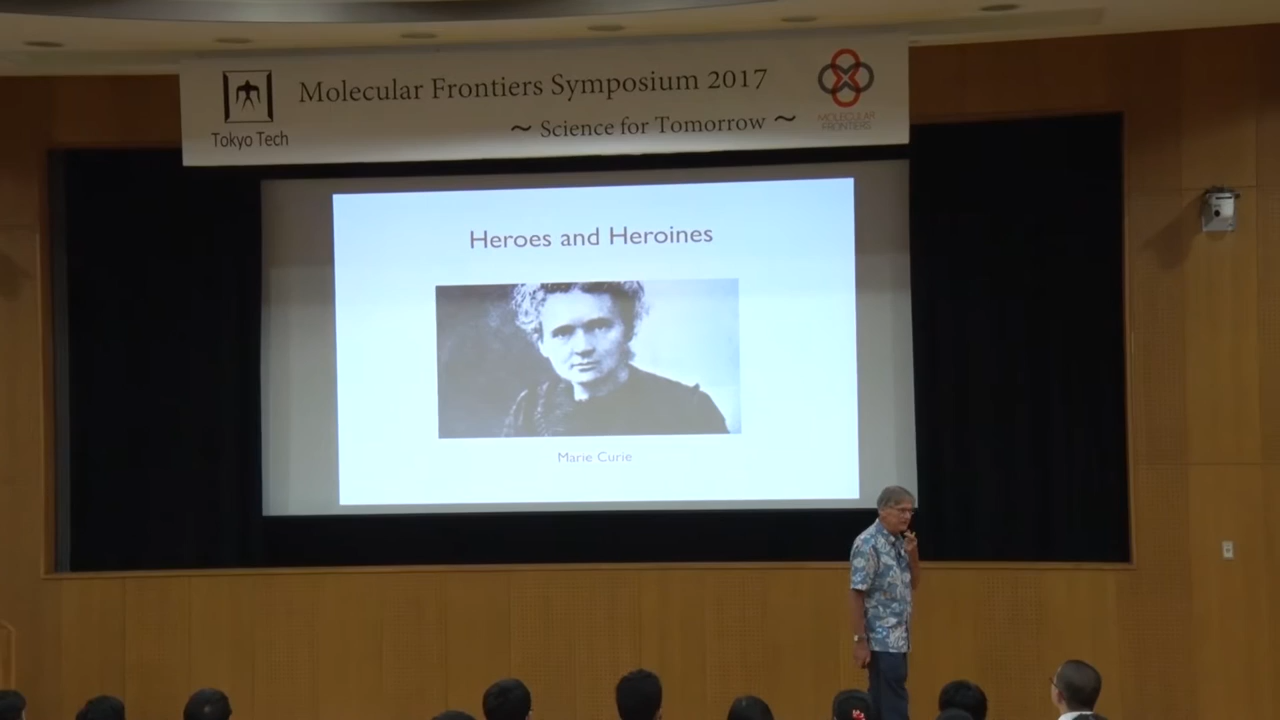 Molecular Frontiers Symposium 2017
~ Science for Tomorrow ~
Tokyo Tech
MOLECULAR
FRONTIERS
Heroes and Heroines
Marie Curie